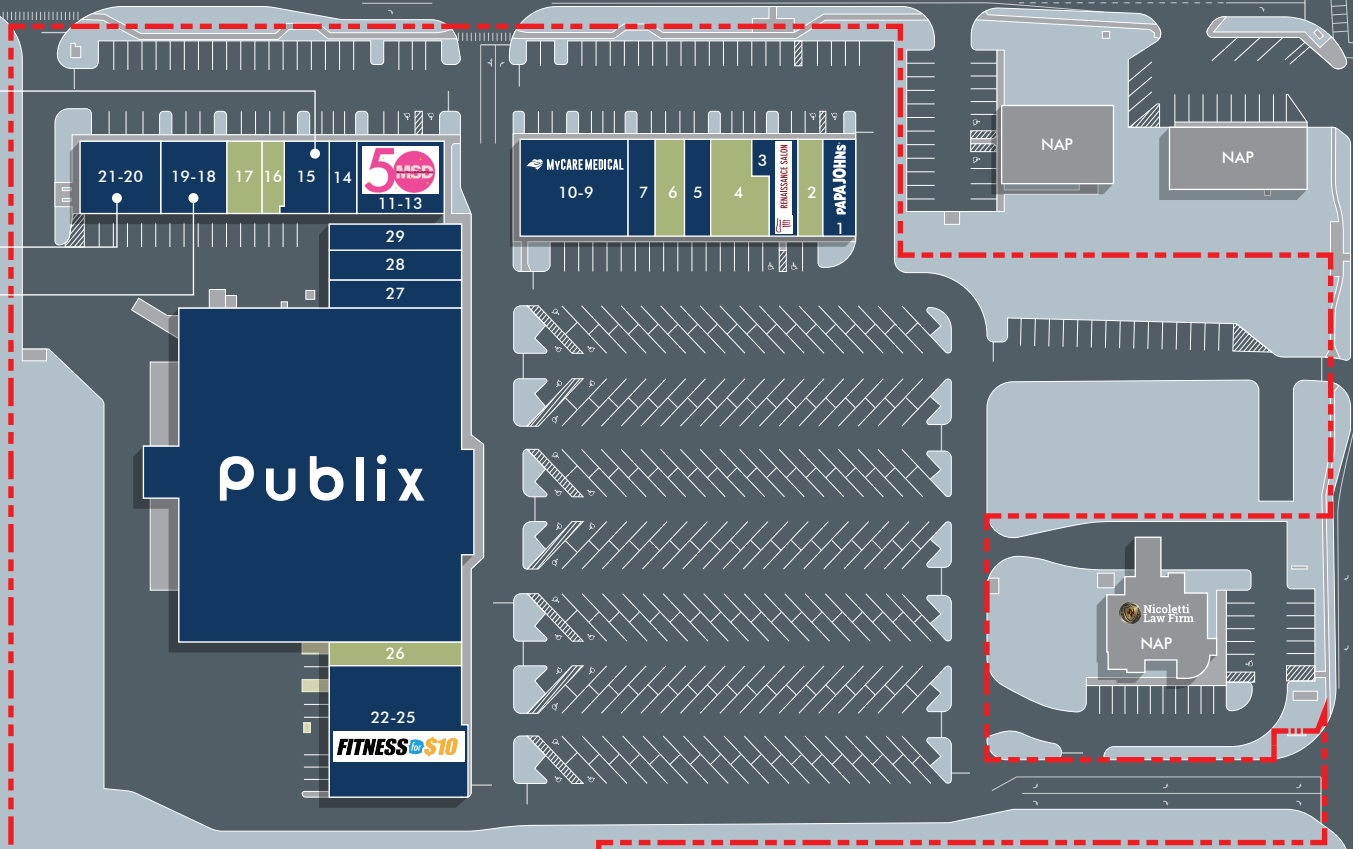 NAP
NAP
21-20
19-18
17
16
15
14
50
MSD
11-13
MYCARE MEDICAL
10-9
7
6
5
4
3
RENAISSANCE SALON
2
PAPA JOHNS
1
29
28
27
Publix
26
22-25
FITNESS for $10
Nicoletti
Law Firm
NAP